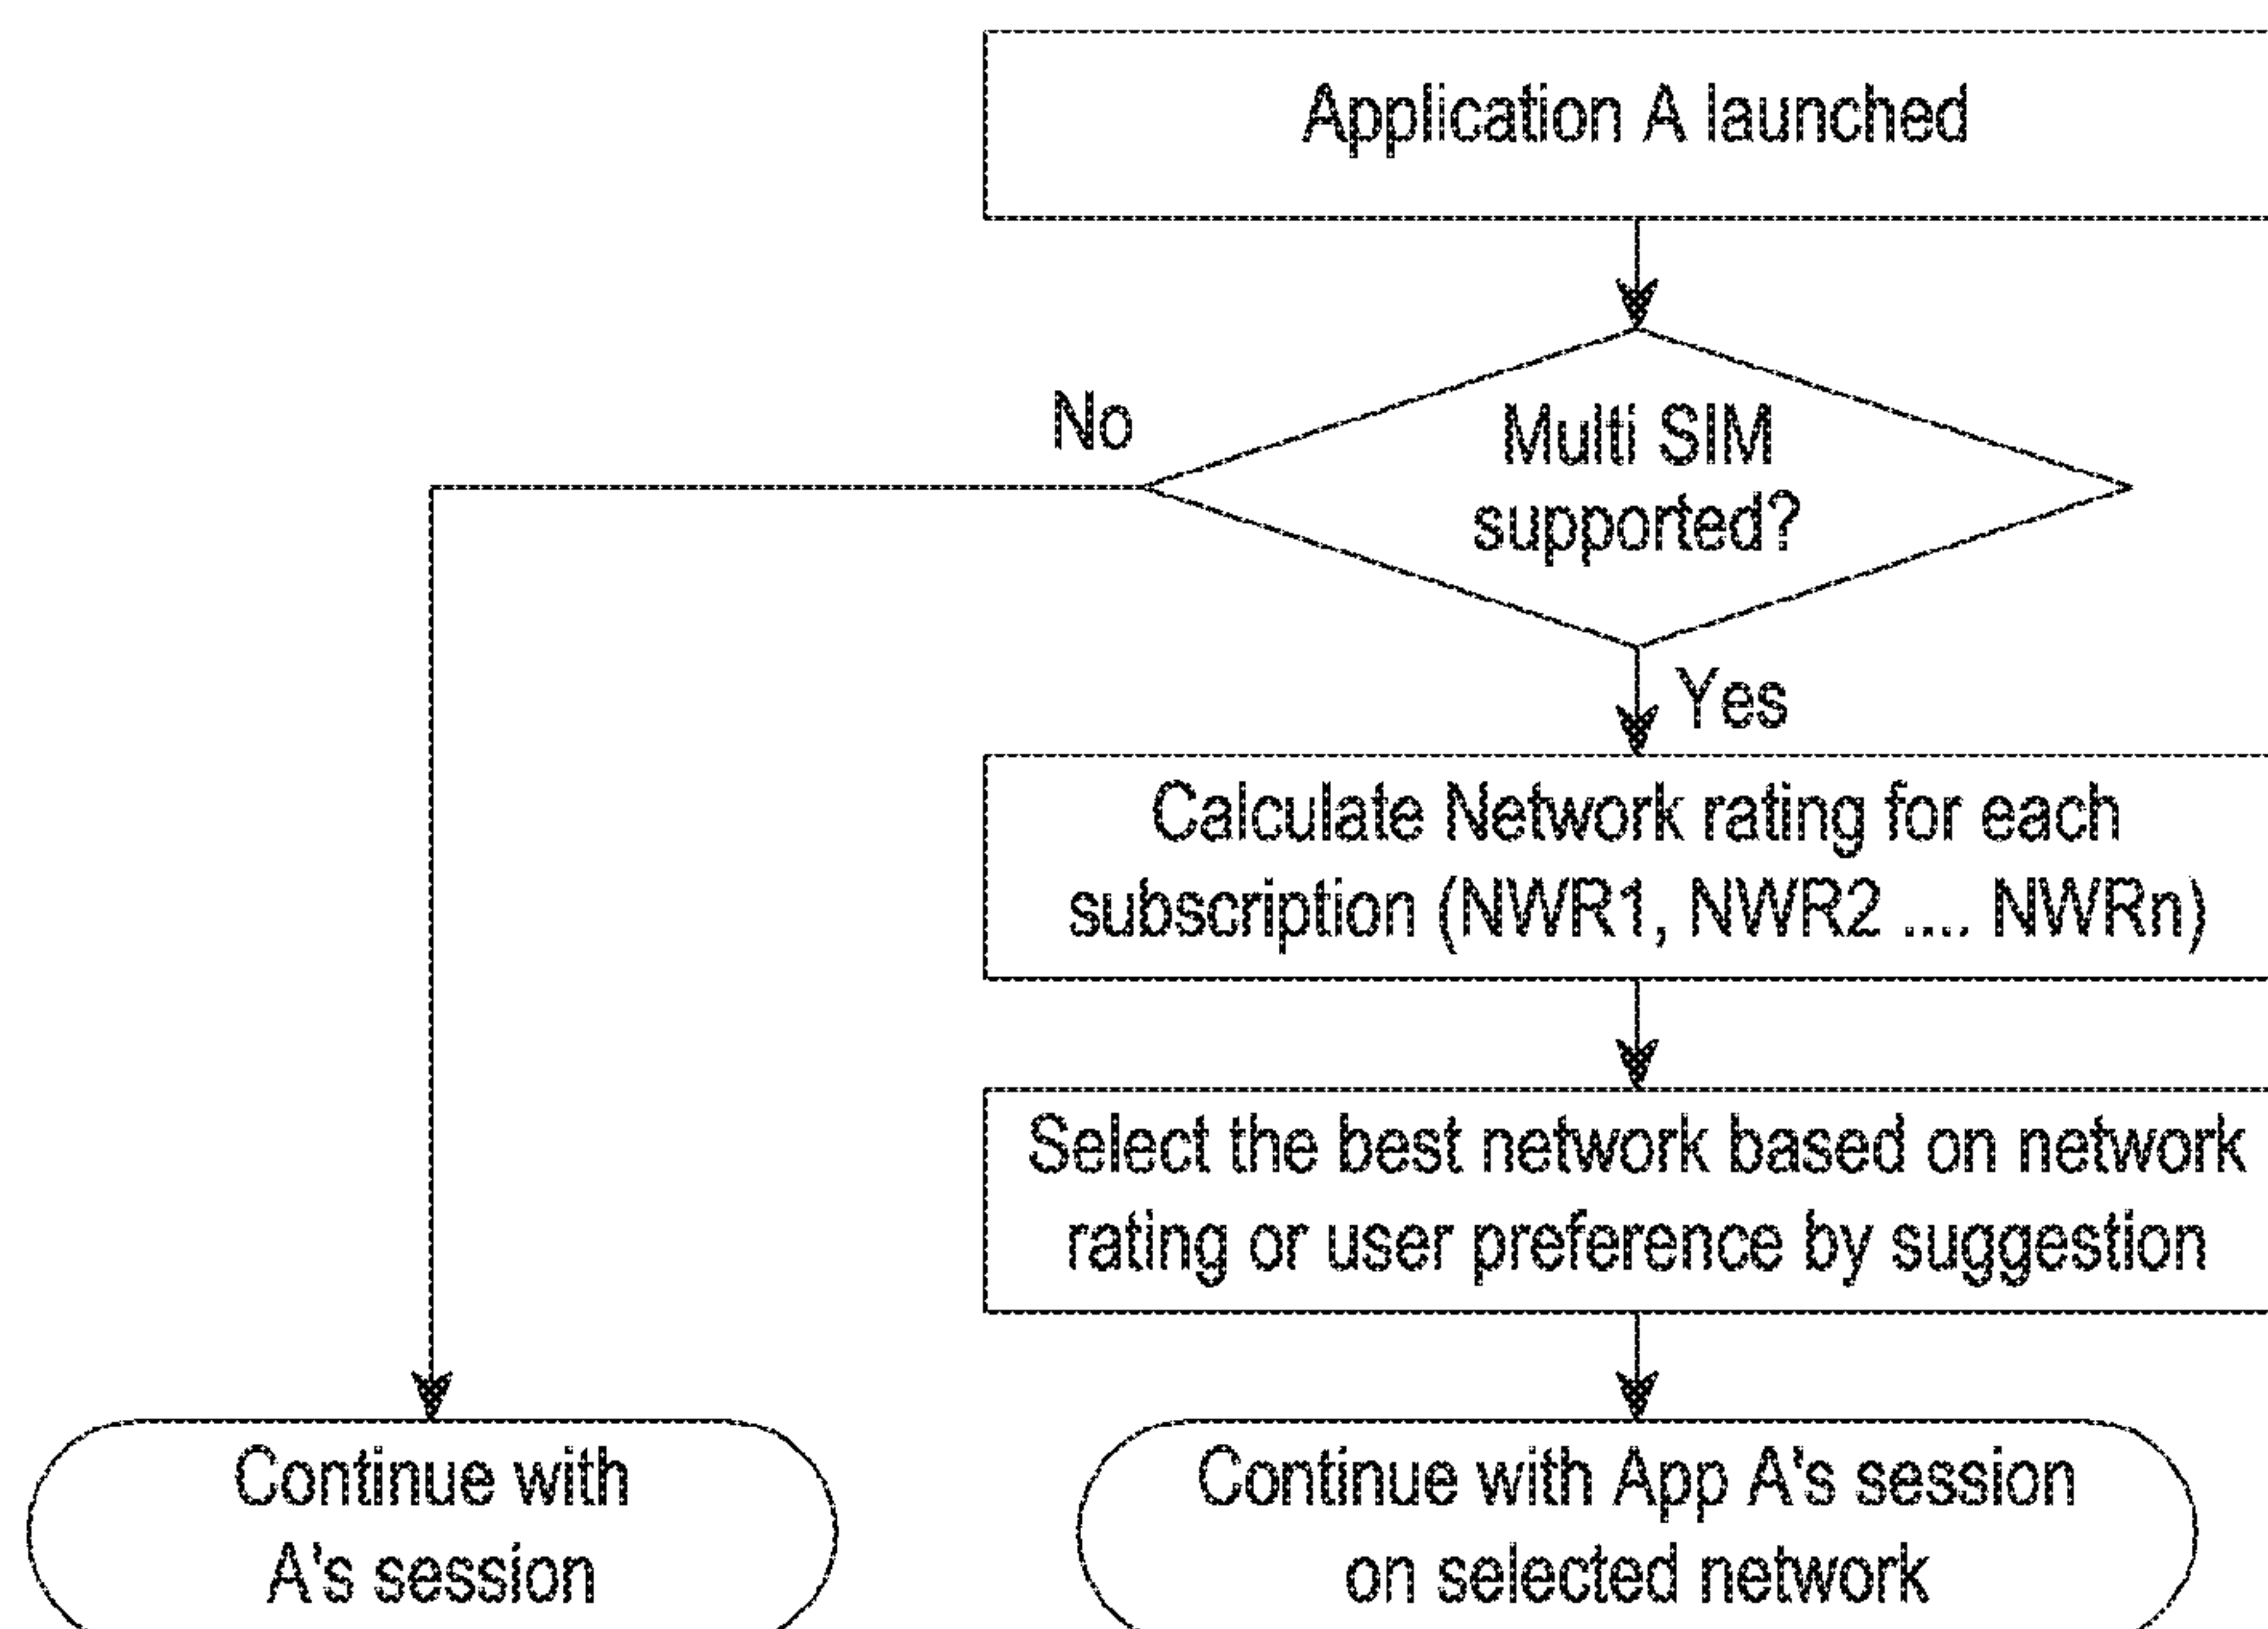 Application A launched
No
Multi SIM
supported?
Yes
Calculate Network rating for each
subscription (NWR1, NWR2 .... NWRn)
Select the best network based on network
rating or user preference by suggestion
Continue with
A's session
Continue with App A's session
on selected network